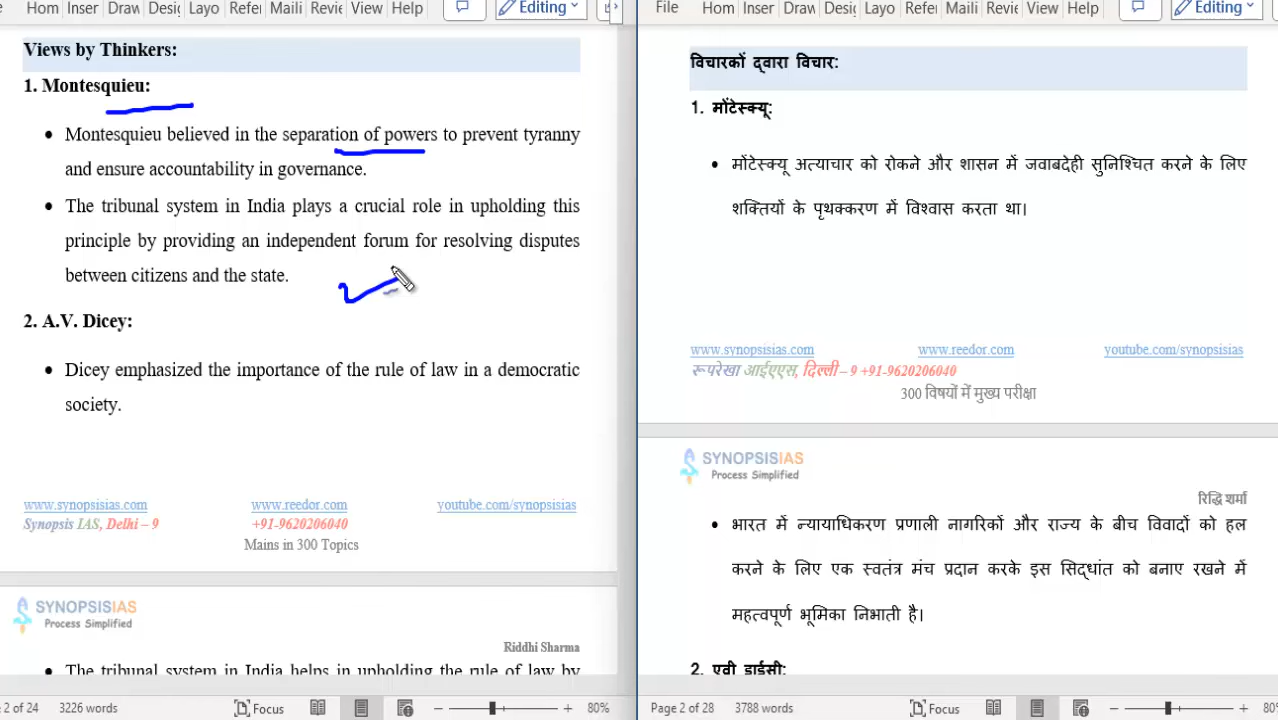 Hom Inser Draw Desig Layo Refer Maili Revie View Help Editing
Views by Thinkers:
1. Montesquieu:
• Montesquieu believed in the separation of powers to prevent tyranny
and ensure accountability in governance.
• The tribunal system in India plays a crucial role in upholding this
principle by providing an independent forum for resolving disputes
between citizens and the state.
2. A.V. Dicey:
• Dicey emphasized the importance of the rule of law in a democratic
society.
www.synopsisias.com www.reedor.com youtube.com/synopsis
Synopsis IAS, Delhi – 9 +91-9620206040
Mains in 300 Topics
SYNOPSISIAS
Process Simplified
Riddhi Sharma
• The tribunal system in India helps in upholding the rule of law by
2 of 24 3226 words Focus 80%
File Hom Inser Draw Desig Layo Refer Maili Revie View Help Editing
विचारकों द्वारा विचार:
1. मोंटेस्क्यू:
• मोंटेस्क्यू अत्याचार को रोकने और शासन में जवाबदेही सुनिश्चित करने के लिए
शक्तियों के पृथक्करण में विश्वास करता था।
www.synopsisias.com www.reedor.com youtube.com/synopsis
रूपरेखा आईएएस, दिल्ली – 9 +91-9620206040
300 विषयों में मुख्य परीक्षा
SYNOPSISIAS
Process Simplified
रिद्धि शर्मा
• भारत में न्यायाधिकरण प्रणाली नागरिकों और राज्य के बीच विवादों को हल
करने के लिए एक स्वतंत्र मंच प्रदान करके इस सिद्धांत को बनाए रखने में
महत्वपूर्ण भूमिका निभाती है।
2. एवी डाईसी:
Page 2 of 28 3788 words Focus 80%